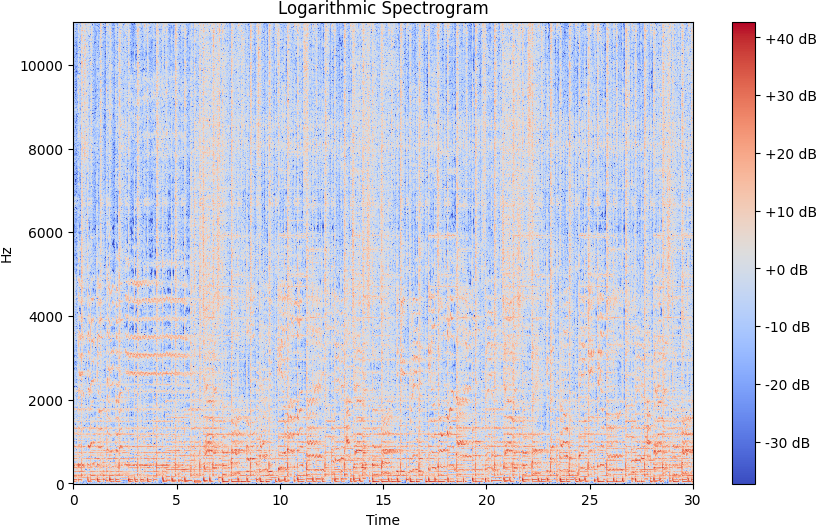 Logarithmic Spectrogram
Hz
10000
8000
6000
4000
2000
0
0 5 10 15 20 25 30
Time
+40 dB
+30 dB
+20 dB
+10 dB
+0 dB
-10 dB
-20 dB
-30 dB